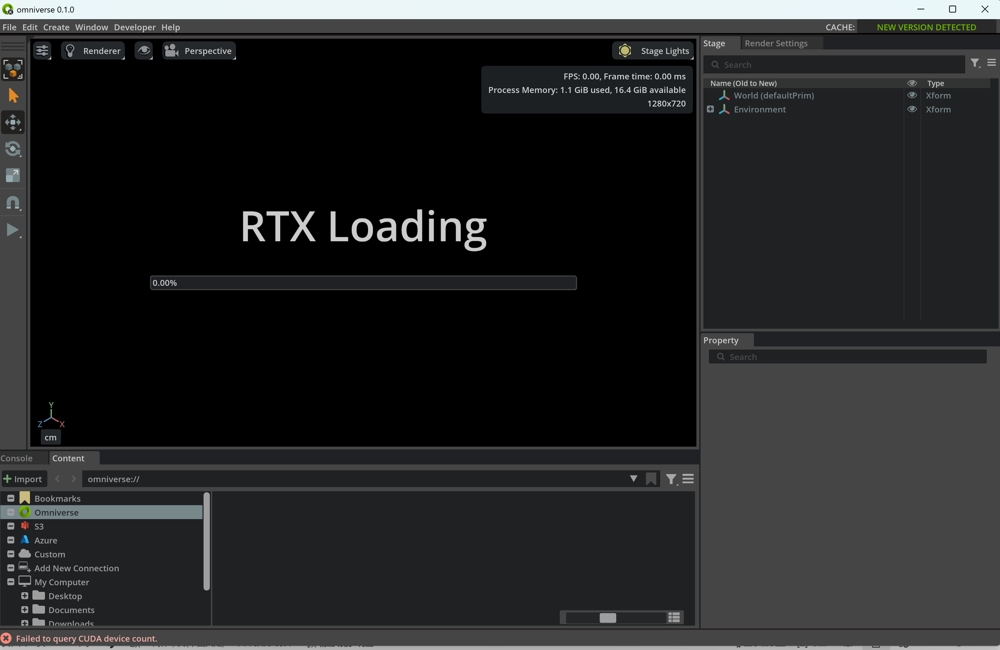 omniverse 0.1.0
File Edit Create Window Developer Help
CACHE: NEW VERSION DETECTED
Renderer
Perspective
Stage Lights
FPS: 0.00, Frame time: 0.00 ms
Process Memory: 1.1 GiB used, 16.4 GiB available
1280x720
RTX Loading
0.00%
Y
Z X
cm
Stage Render Settings
Search
Name (Old to New) Type
World (defaultPrim) Xform
Environment Xform
Property
Search
Console Content
Import omniverse://
Bookmarks
Omniverse
S3
Azure
Custom
Add New Connection
My Computer
Desktop
Documents
Downloads
Failed to query CUDA device count.